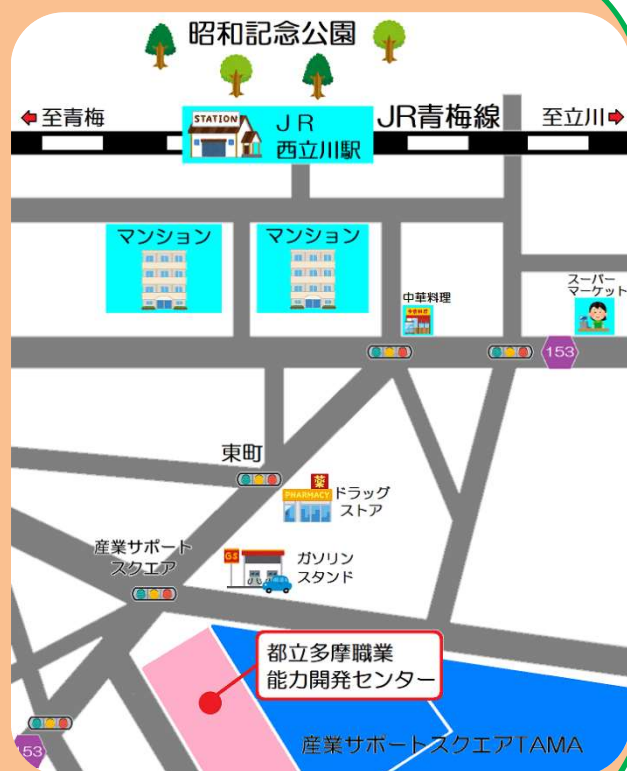 昭和記念公園
至青梅
STATION
JR
西立川駅
JR青梅線
至立川
マンション
マンション
中華料理
スーパー
マーケット
153
東町
薬
PHARMACY
ドラッグ
ストア
産業サポート
スクエア
GS
ガソリン
スタンド
都立多摩職業
能力開発センター
産業サポートスクエアTAMA
153